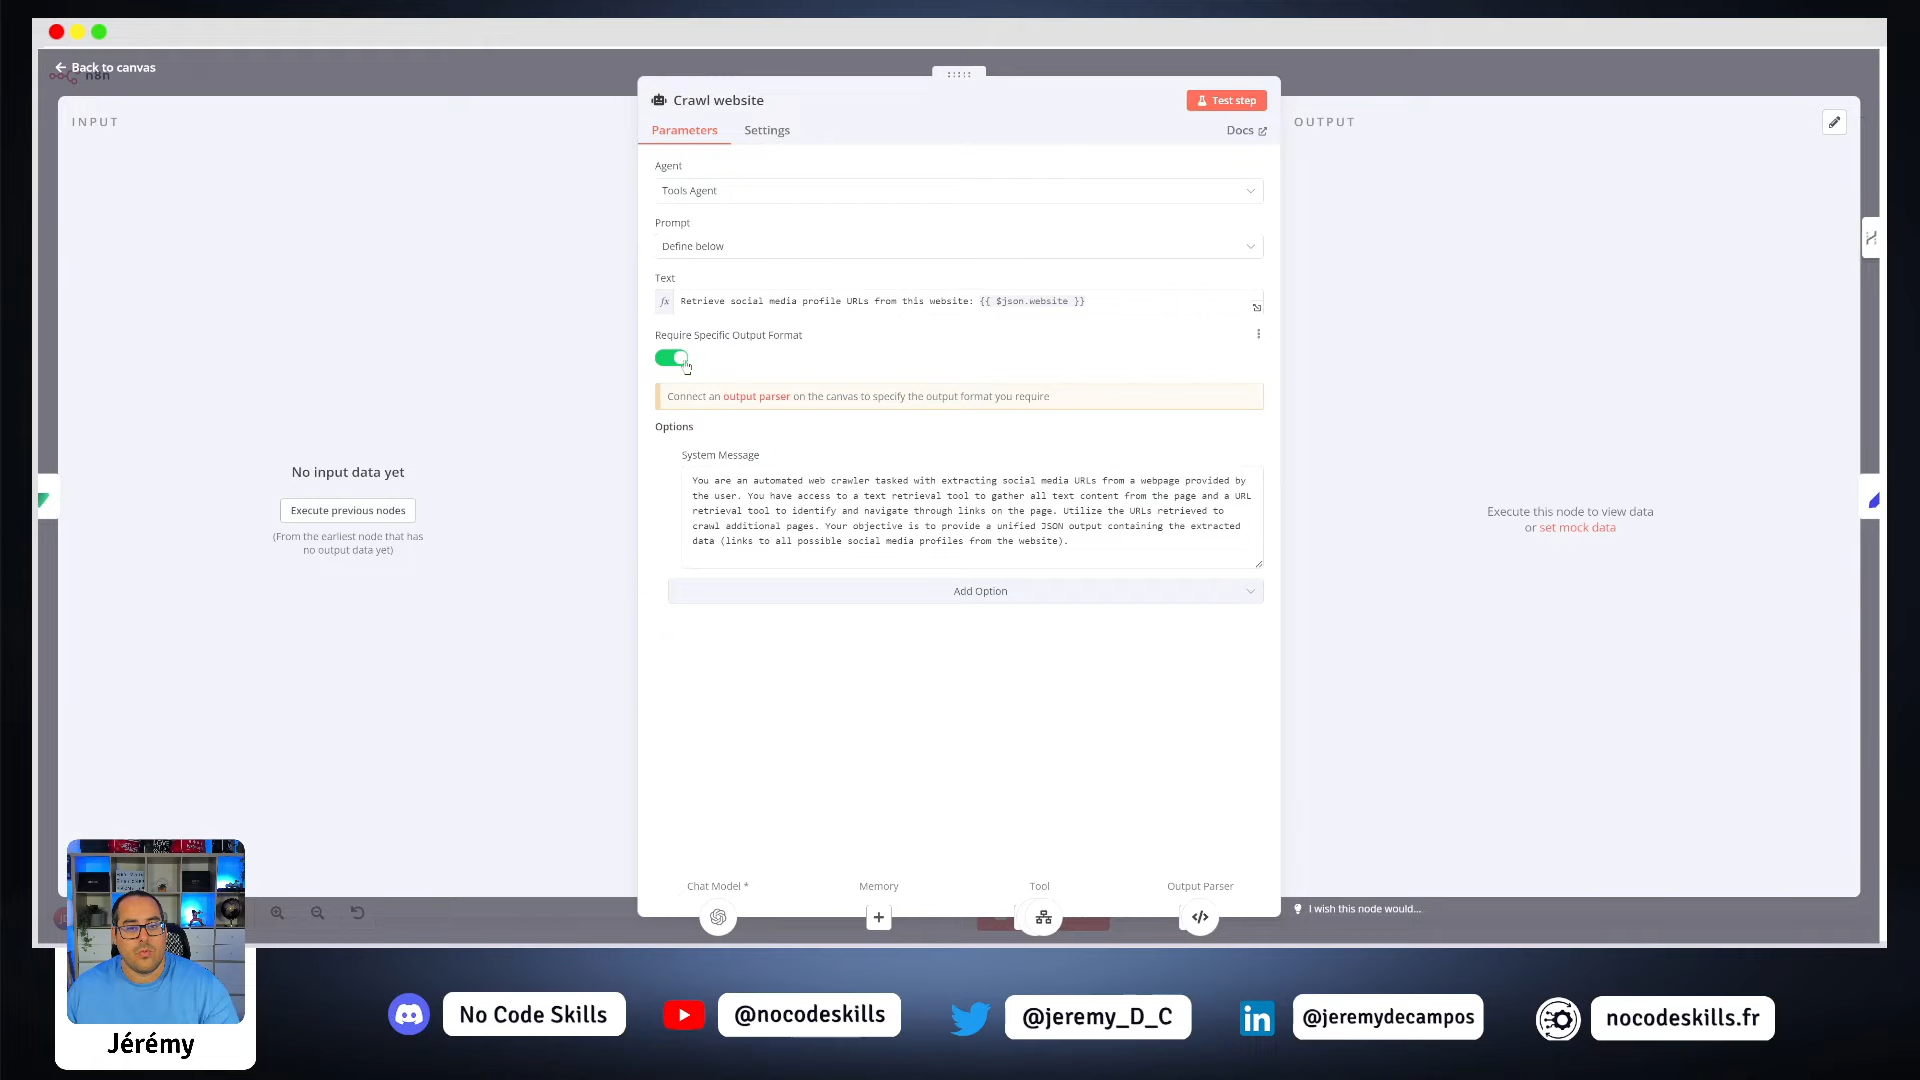 Back to canvas
n8n
INPUT
No input data yet
Execute previous nodes
(From the earliest node that has
no output data yet)
Crawl website
Test step
Parameters
Settings
Docs
Agent
Tools Agent
Prompt
Define below
Text
fx Retrieve social media profile URLs from this website: {{ $json.website }}
Require Specific Output Format
Connect an output parser on the canvas to specify the output format you require
Options
System Message
You are an automated web crawler tasked with extracting social media URLs from a webpage provided by
the user. You have access to a text retrieval tool to gather all text content from the page and a URL
retrieval tool to identify and navigate through links on the page. Utilize the URLs retrieved to
crawl additional pages. Your objective is to provide a unified JSON output containing the extracted
data (links to all possible social media profiles from the website).
Add Option
Chat Model *
Memory
Tool
Output Parser
OUTPUT
Execute this node to view data
or set mock data
I wish this node would...
Jérémy
No Code Skills
@nocodeskills
@jeremy_D_C
in
@jeremydecampos
nocodeskills.fr